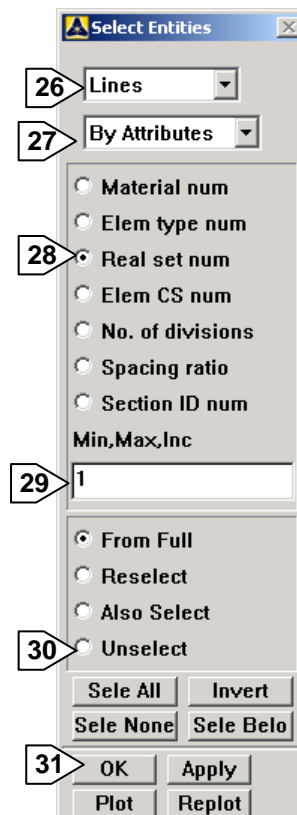 Select Entities
26 Lines
27 By Attributes
Material num
Elem type num
28 Real set num
Elem CS num
No. of divisions
Spacing ratio
Section ID num
Min,Max,Inc
29 1
From Full
Reselect
Also Select
30 Unselect
Sele All Invert
Sele None Sele Belo
31 OK Apply
Plot Replot